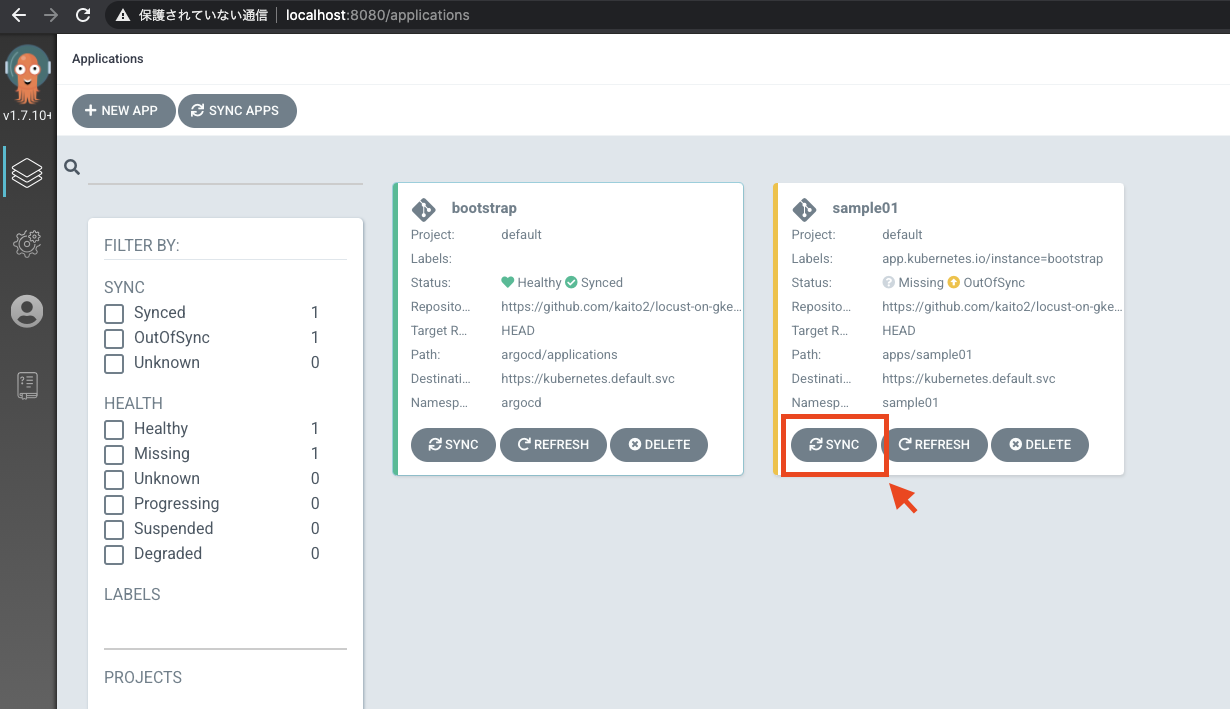 保護されていない通信 localhost:8080/applications
v1.7.10+
Applications
NEW APP
SYNC APPS
FILTER BY:
SYNC
Synced 1
OutOfSync 1
Unknown 0
HEALTH
Healthy 1
Missing 1
Unknown 0
Progressing 0
Suspended 0
Degraded 0
LABELS
PROJECTS
bootstrap
Project: default
Labels:
Status: Healthy Synced
Reposito... https://github.com/kaito2/locust-on-gke...
Target R... HEAD
Path: argocd/applications
Destinati... https://kubernetes.default.svc
Namesp... argocd
SYNC REFRESH DELETE
sample01
Project: default
Labels: app.kubernetes.io/instance=bootstrap
Status: Missing OutOfSync
Reposito... https://github.com/kaito2/locust-on-gke...
Target R... HEAD
Path: apps/sample01
Destinati... https://kubernetes.default.svc
Namesp... sample01
SYNC REFRESH DELETE